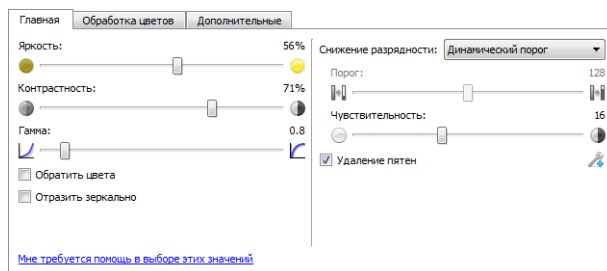 Главная Обработка цветов Дополнительные
Яркость: 56%
Контрастность: 71%
Гамма: 0.8
Обратить цвета
Отразить зеркально
Мне требуется помощь в выборе этих значений
Снижение разрядности: Динамический порог
Порог: 128
Чувствительность: 16
Удаление пятен